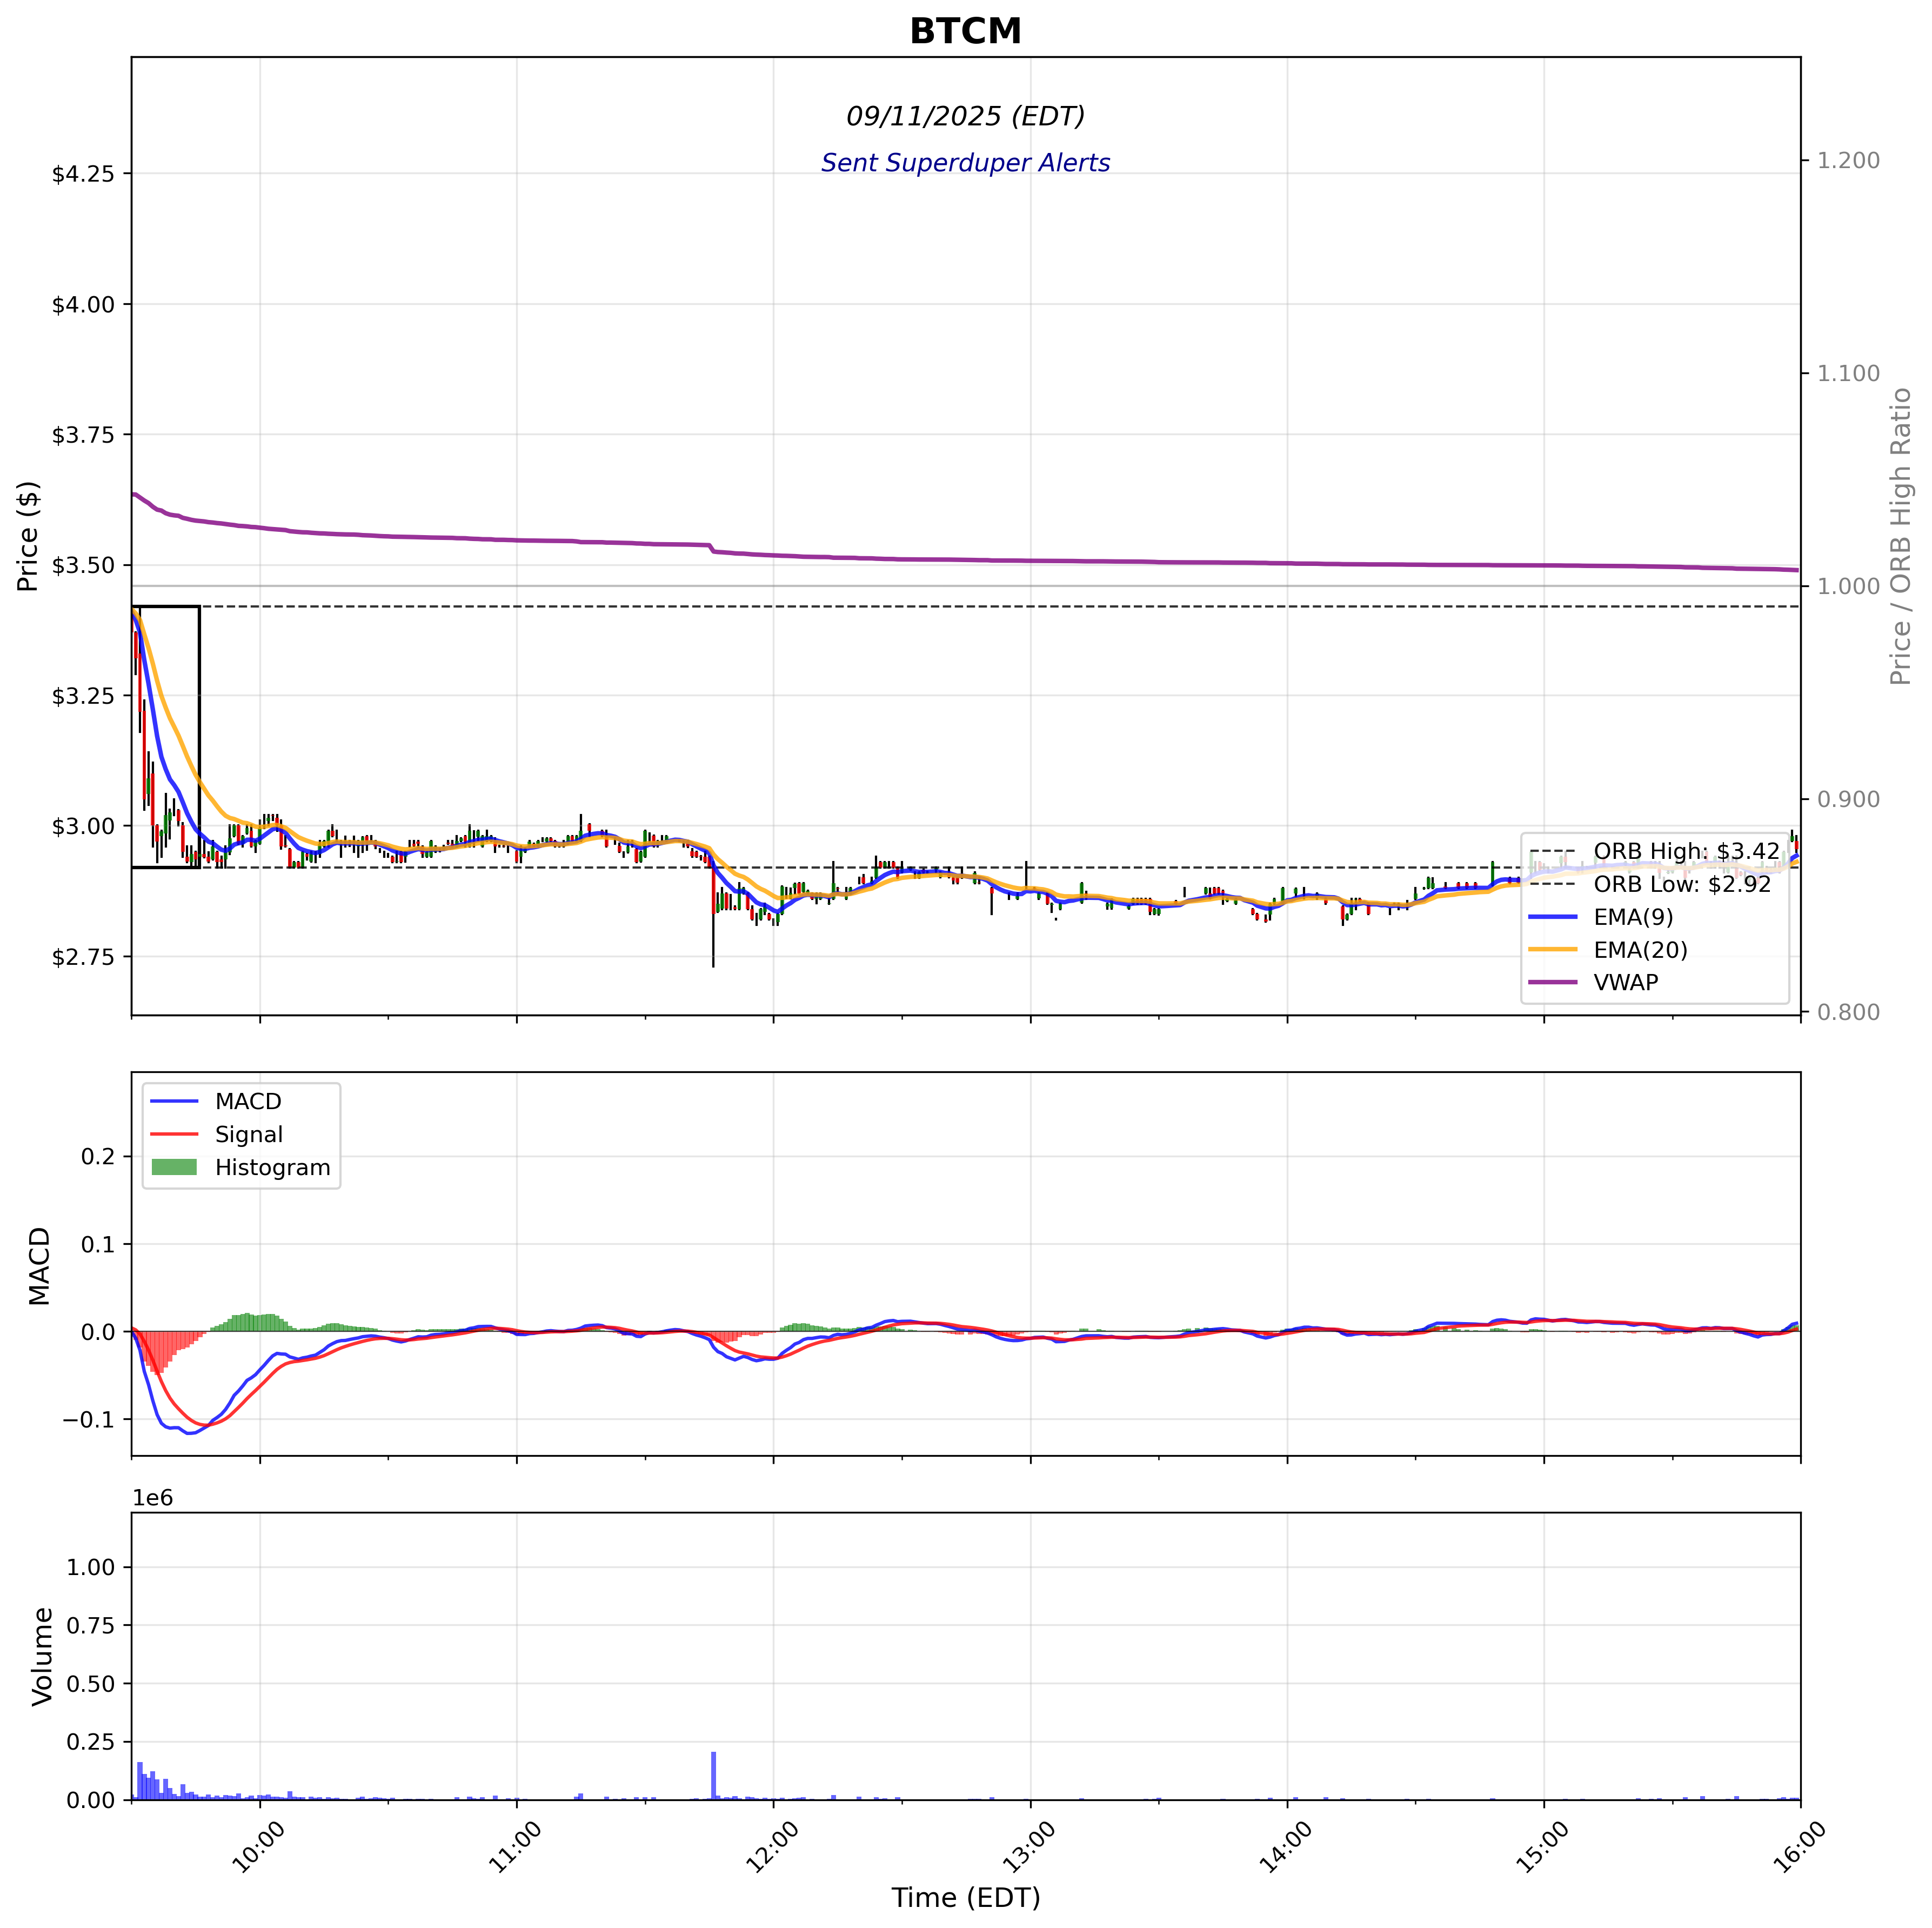 BTCM
09/11/2025 (EDT)
Sent Superduper Alerts
Price ($)
$4.25
$4.00
$3.75
$3.50
$3.25
$3.00
$2.75
1.200
1.100
1.000
0.900
0.800
Price / ORB High Ratio
ORB High: $3.42
ORB Low: $2.92
EMA(9)
EMA(20)
VWAP
MACD
0.2
0.1
0.0
−0.1
MACD
Signal
Histogram
1e6
Volume
1.00
0.75
0.50
0.25
0.00
10:00
11:00
12:00
13:00
14:00
15:00
16:00
Time (EDT)